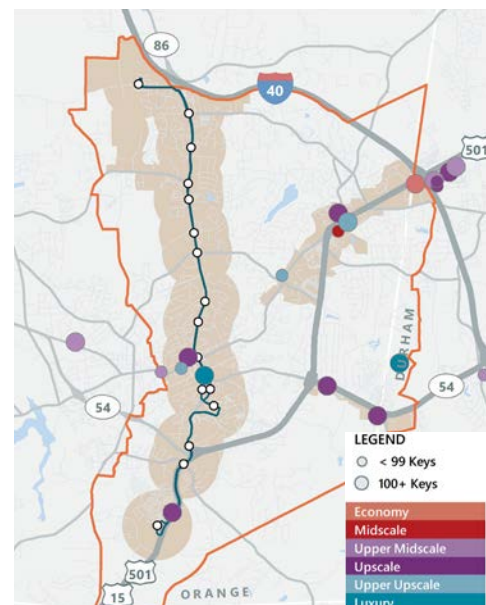 86
40
501
DURHAM
54
54
LEGEND
< 99 Keys
100+ Keys
Economy
Midscale
Upper Midscale
Upscale
Upper Upscale
Luxury
501
15
ORANGE